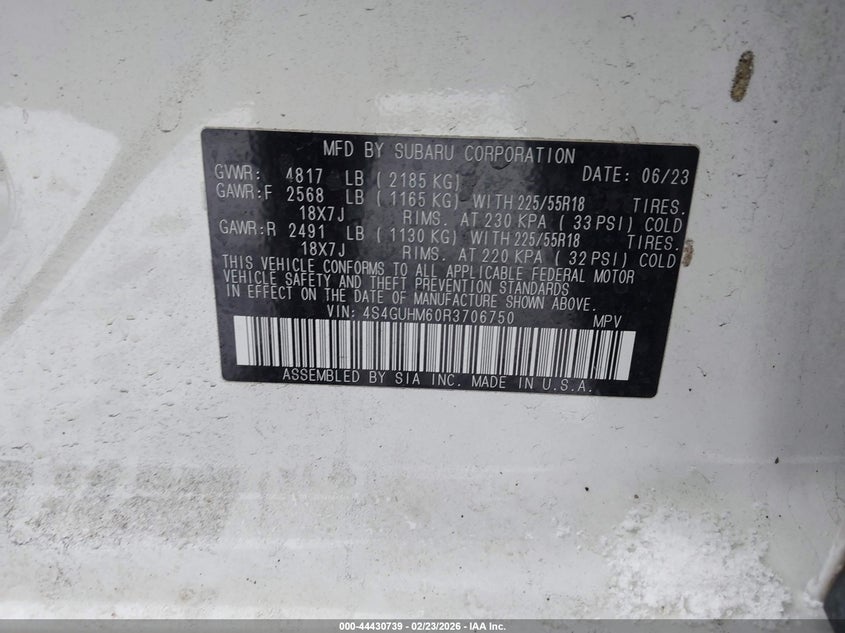 MFD BY SUBARU CORPORATION DATE: 06/23
GVWR: 4817 LB ( 2185 KG)
GAWR:F 2568 LB ( 1165 KG) WITH 225/55R18 TIRES.
18X7J RIMS. AT 230 KPA ( 33 PSI) COLD
GAWR:R 2491 LB ( 1130 KG) WITH 225/55R18 TIRES.
18X7J RIMS. AT 220 KPA ( 32 PSI) COLD
THIS VEHICLE CONFORMS TO ALL APPLICABLE FEDERAL MOTOR
VEHICLE SAFETY AND THEFT PREVENTION STANDARDS
IN EFFECT ON THE DATE OF MANUFACTURE SHOWN ABOVE.
VIN: 4S4GUHM60R3706750 MPV
ASSEMBLED BY SIA INC. MADE IN U.S.A.
000-44430739 - 02/23/2026 - IAA Inc.